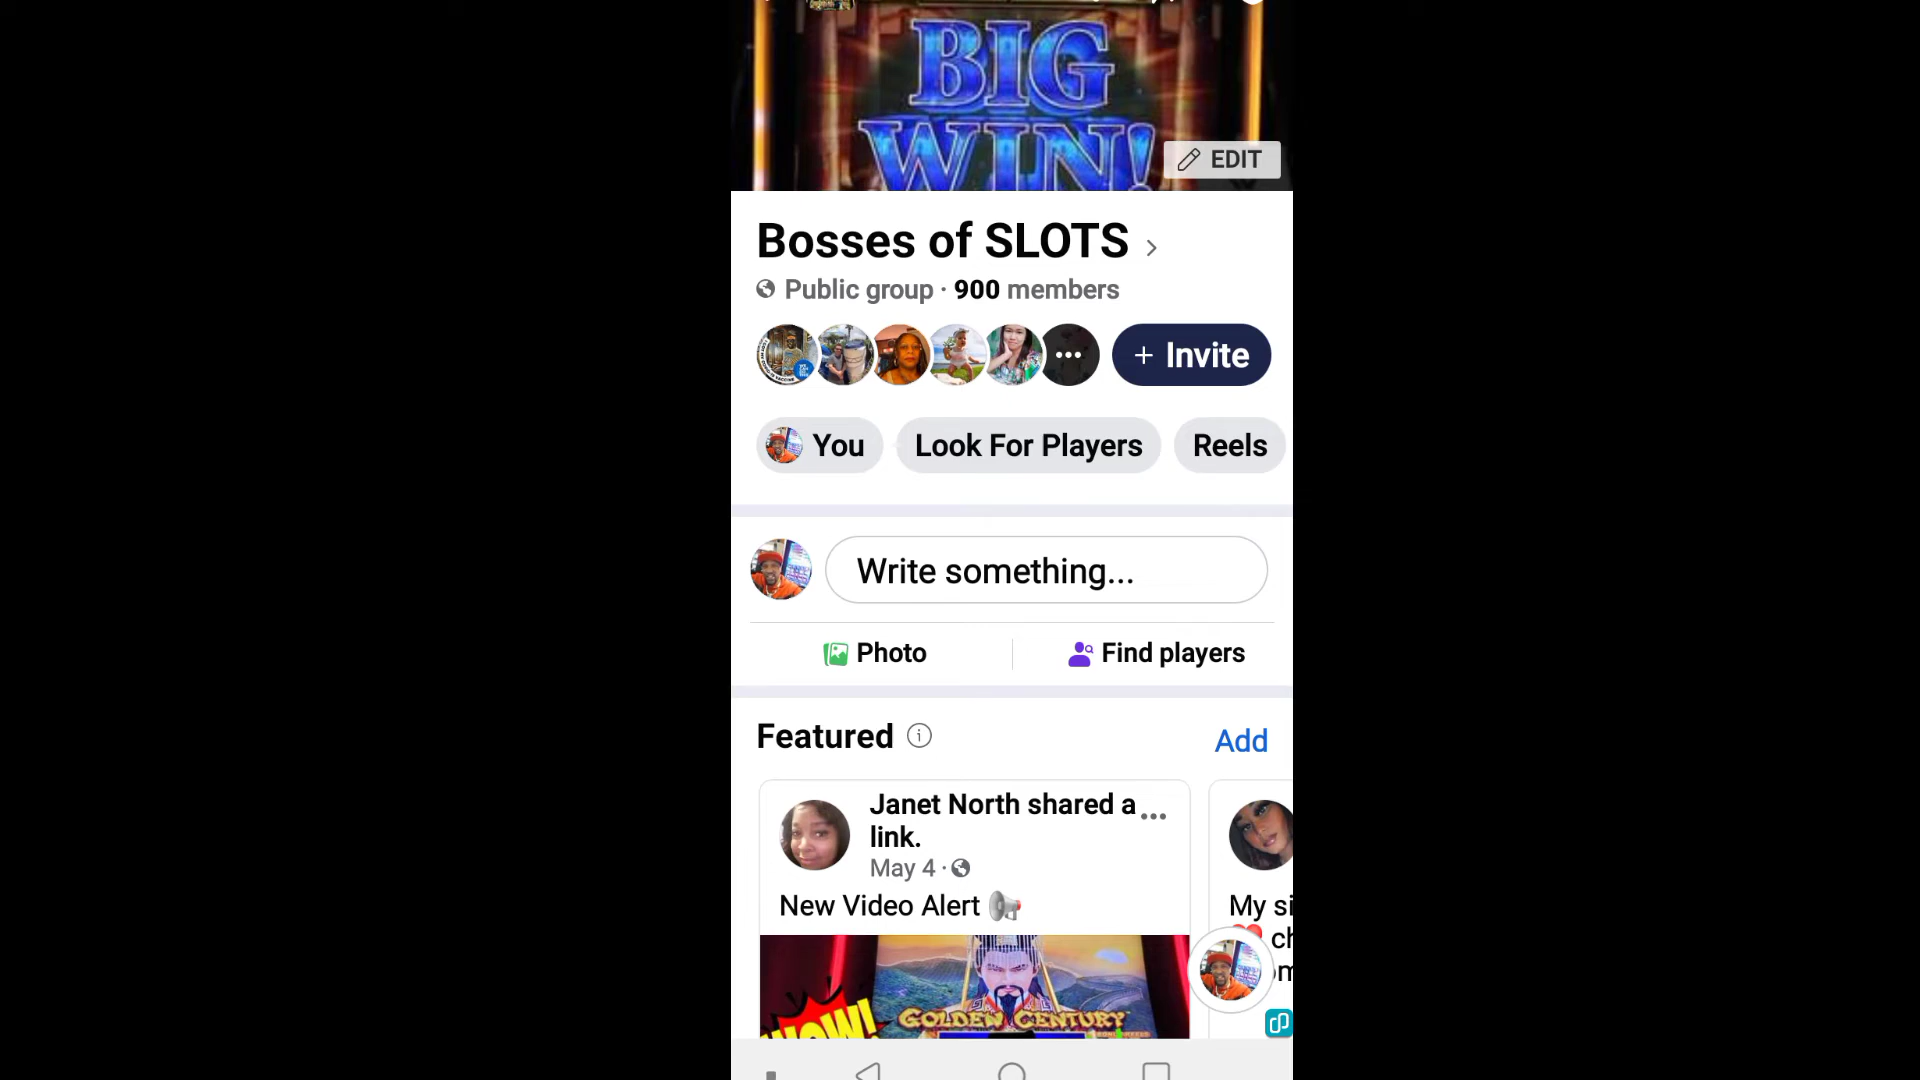 BIG
WIN!
EDIT
Bosses of SLOTS
Public group · 900 members
+ Invite
You
Look For Players
Reels
Write something...
Photo
Find players
Featured
Add
Janet North shared a
link.
May 4 ·
New Video Alert
My si
ch
om
WOW!
GOLDEN CENTURY